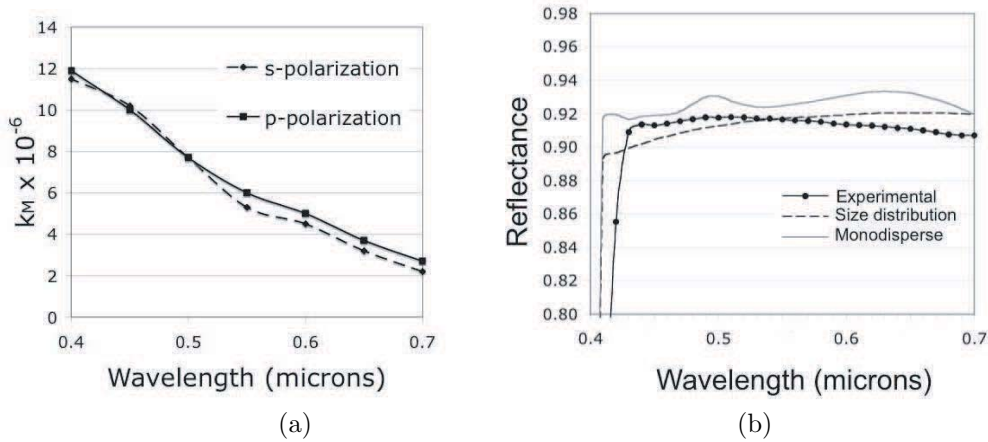 14
12
10
8
6
4
2
0
0.4
0.5
0.6
0.7
kM x 10-6
s-polarization
p-polarization
Wavelength (microns)
(a)
0.98
0.96
0.94
0.92
0.90
0.88
0.86
0.84
0.82
0.80
0.4
0.5
0.6
0.7
Reflectance
Experimental
Size distribution
Monodisperse
Wavelength (microns)
(b)